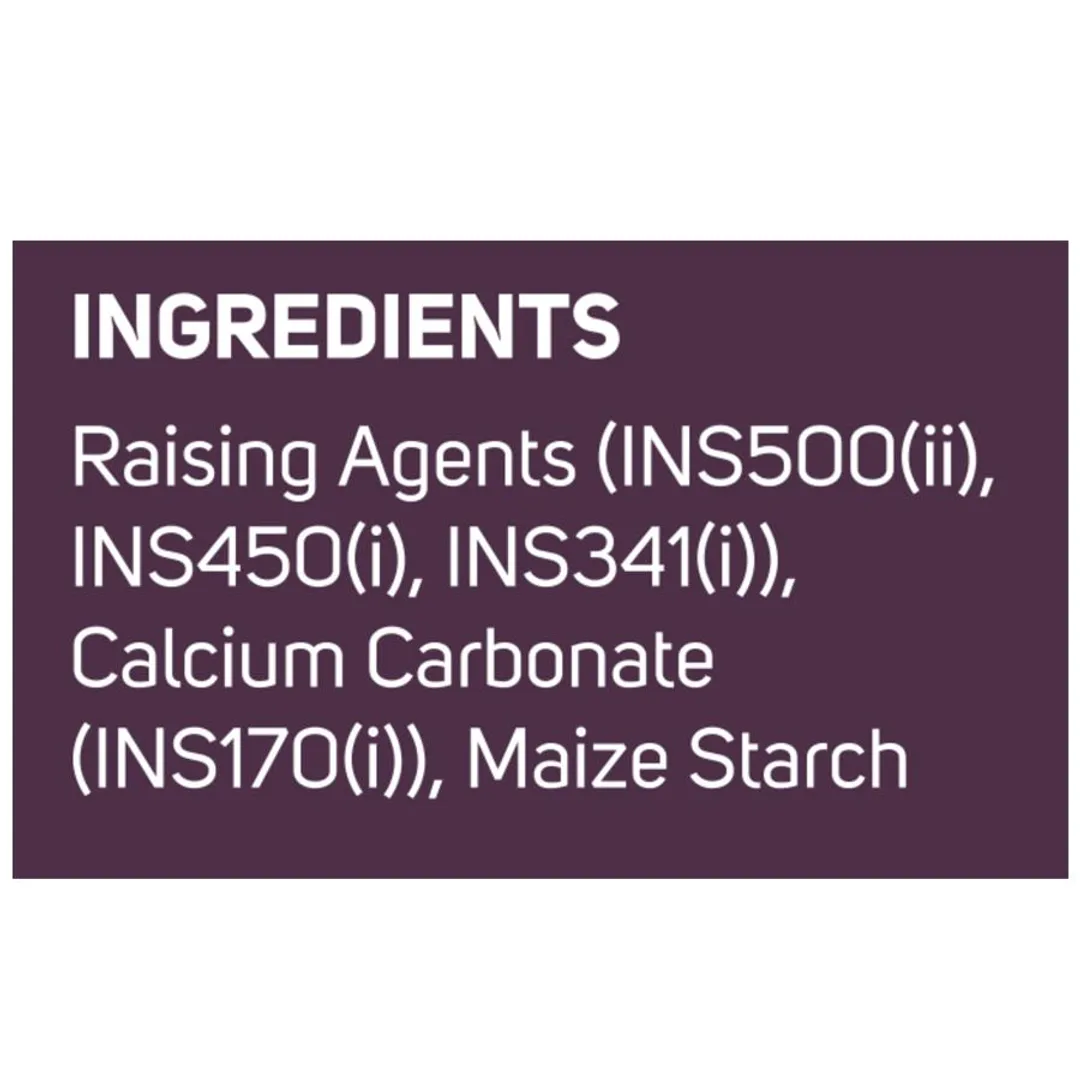 INGREDIENTS
Raising Agents (INS500(ii),
INS450(i), INS341(i)),
Calcium Carbonate
(INS170(i)), Maize Starch